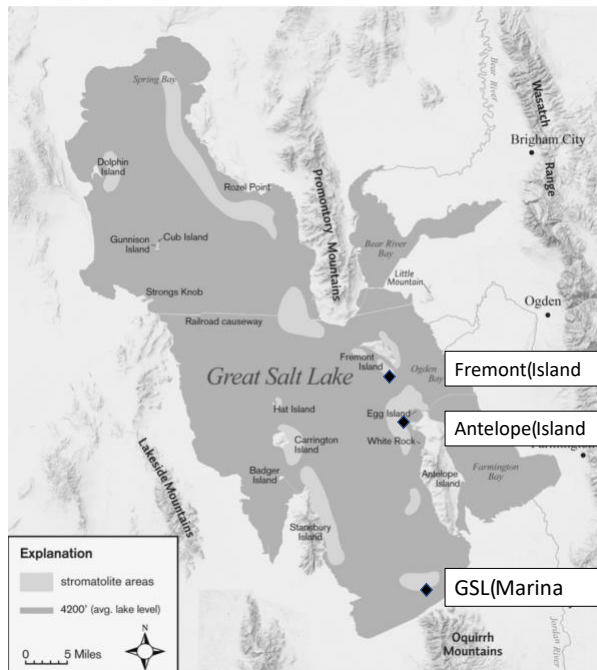 Spring Bay
Bear River
Wasatch
Range
Brigham City
Dolphin
Island
Rozel Point
Promontory
Mountains
Gunnison
Island
Cub Island
Bear River
Bay
Little
Mountain
Strongs Knob
Ogden
Railroad causeway
Fremont
Island
Great Salt Lake
Ogden
Bay
Fremont(Island
Hat Island
Egg Island
Antelope(Island
White Rock
Carrington
Island
Lakeside Mountains
Badger
Island
Antelope
Island
Farmington
Bay
Stansbury
Island
Explanation
stromatolite areas
4200' (avg. lake level)
0 5 Miles
N
GSL(Marina
Jordan River
Oquirrh
Mountains